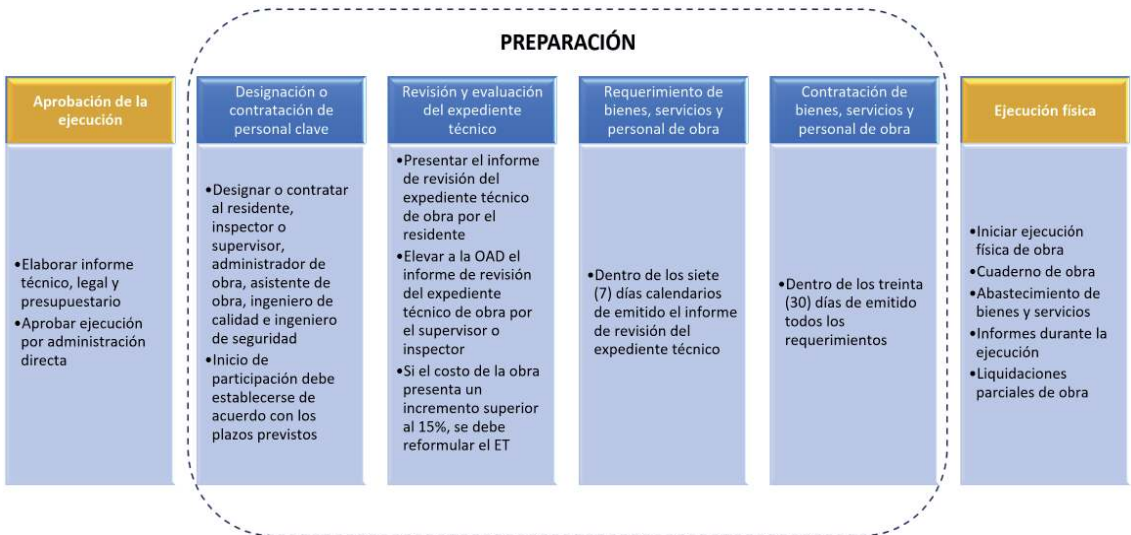 PREPARACIÓN
Aprobación de la
ejecución
•Elaborar informe
técnico, legal y
presupuestario
•Aprobar ejecución
por administración
directa
Designación o
contratación de
personal clave
•Designar o contratar
al residente,
inspector o
supervisor,
administrador de
obra, asistente de
obra, ingeniero de
calidad e ingeniero
de seguridad
•Inicio de
participación debe
establecerse de
acuerdo con los
plazos previstos
Revisión y evaluación
del expediente
técnico
•Presentar el informe
de revisión del
expediente técnico
de obra por el
residente
•Elevar a la OAD el
informe de revisión
del expediente
técnico de obra por
el supervisor o
inspector
•Si el costo de la obra
presenta un
incremento superior
al 15%, se debe
reformular el ET
Requerimiento de
bienes, servicios y
personal de obra
•Dentro de los siete
(7) días calendarios
de emitido el informe
de revisión del
expediente técnico
Contratación de
bienes, servicios y
personal de obra
•Dentro de los treinta
(30) días de emitido
todos los
requerimientos
Ejecución física
•Iniciar ejecución
física de obra
•Cuaderno de obra
•Abastecimiento de
bienes y servicios
•Informes durante la
ejecución
•Liquidaciones
parciales de obra